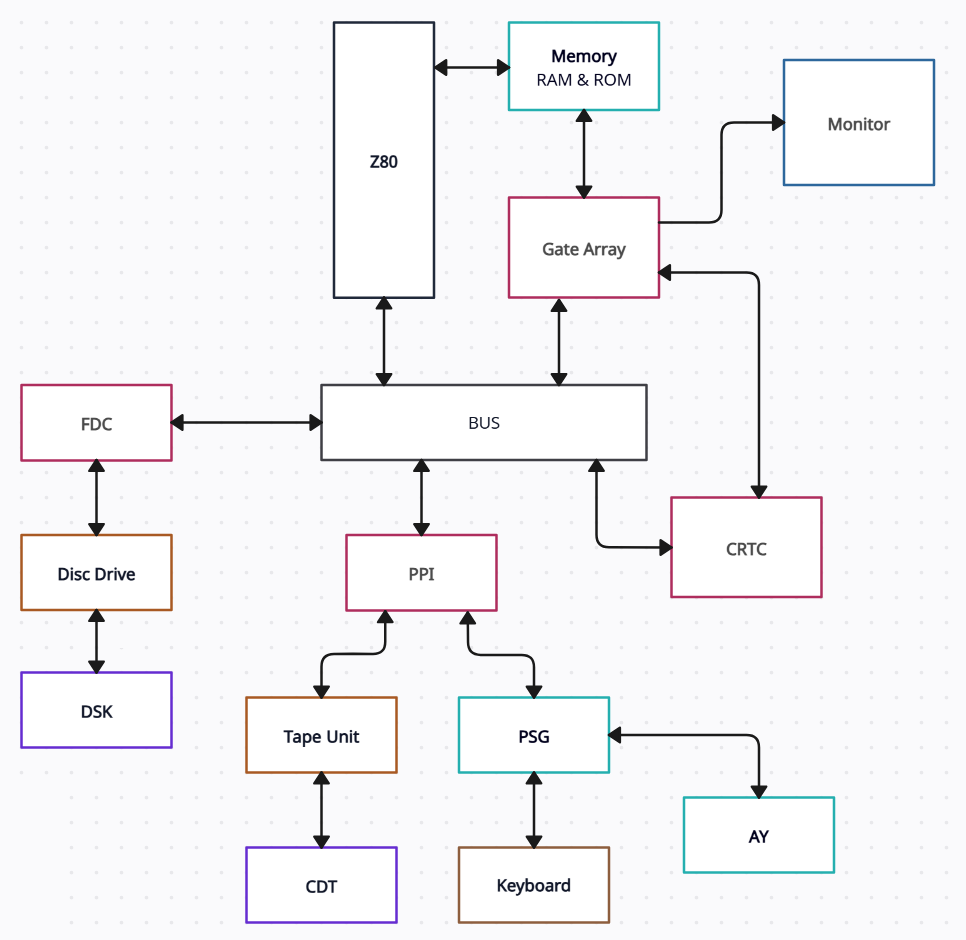 Memory
RAM & ROM
Monitor
Z80
Gate Array
FDC
BUS
CRTC
Disc Drive
PPI
DSK
Tape Unit
PSG
AY
CDT
Keyboard